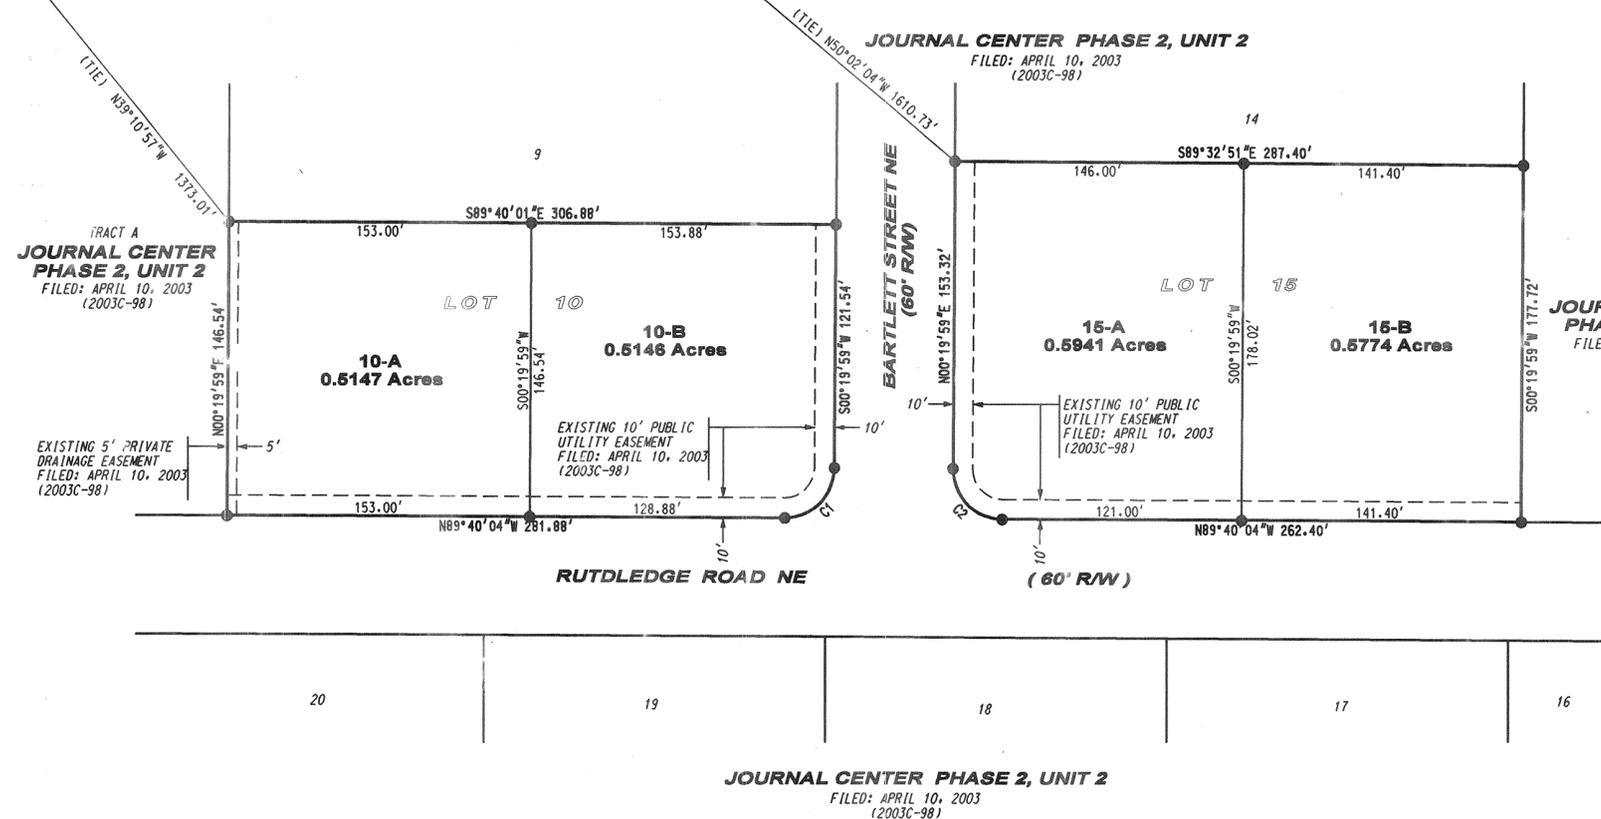 (TIE) N39°10'57"W 1373.01'
(TIE) N50°02'04"W 1610.73'
JOURNAL CENTER PHASE 2, UNIT 2
FILED: APRIL 10, 2003
(2003C-98)
9
14
S89°40'01"E 306.88'
153.00'
153.88'
S89°32'51"E 287.40'
146.00'
141.40'
TRACT A
JOURNAL CENTER
PHASE 2, UNIT 2
FILED: APRIL 10, 2003
(2003C-98)
N00°19'59"E 146.54'
LOT 10
10-A
0.5147 Acres
S00°19'59"W
146.54'
10-B
0.5146 Acres
S00°19'59"W 121.54'
BARTLETT STREET NE
(60' R/W)
N00°19'59"E 153.32'
LOT 15
15-A
0.5941 Acres
S00°19'59"W
178.02'
15-B
0.5774 Acres
S00°19'59"W 177.72'
JOUR
PHA
FILE
EXISTING 5' PRIVATE
DRAINAGE EASEMENT
FILED: APRIL 10, 2003
(2003C-98)
5'
EXISTING 10' PUBLIC
UTILITY EASEMENT
FILED: APRIL 10, 2003
(2003C-98)
10'
10'
EXISTING 10' PUBLIC
UTILITY EASEMENT
FILED: APRIL 10, 2003
(2003C-98)
153.00'
128.88'
N89°40'04"W 281.88'
C1
C2
121.00'
141.40'
N89°40'04"W 262.40'
10'
10'
RUTDLEDGE ROAD NE
(60' R/W)
20
19
18
17
16
JOURNAL CENTER PHASE 2, UNIT 2
FILED: APRIL 10, 2003
(2003C-98)